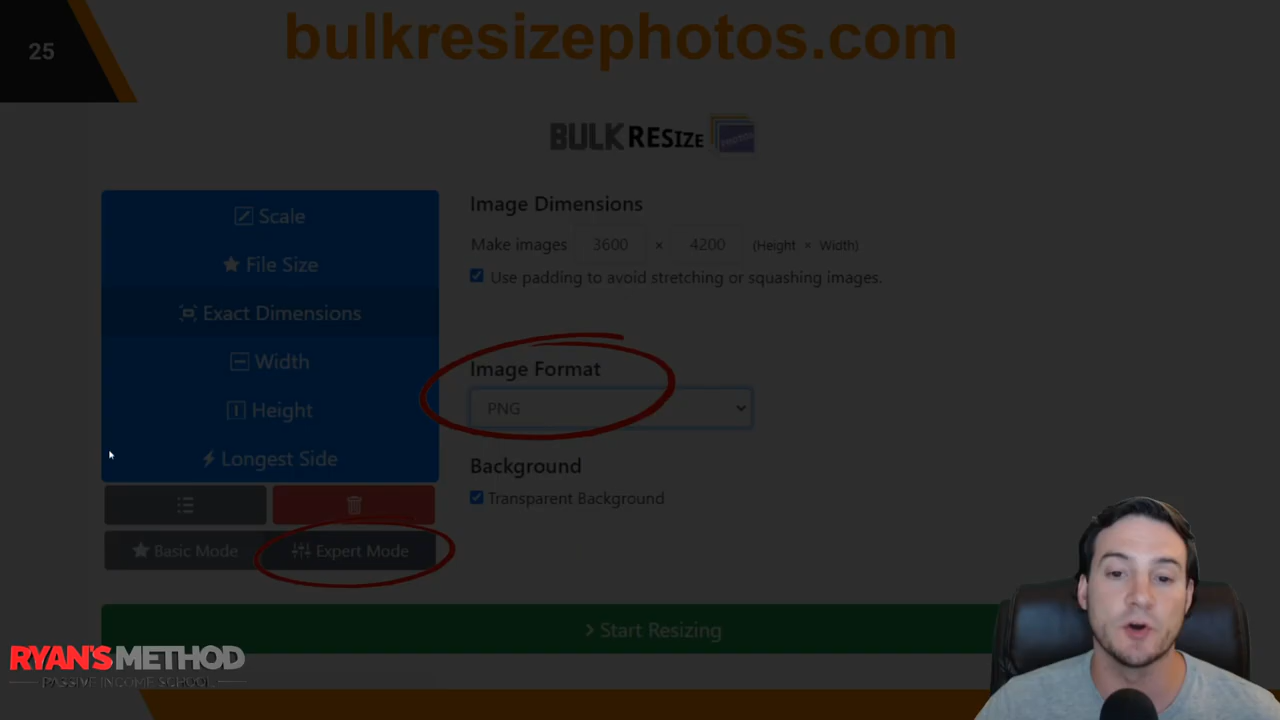 25
bulkresizephotos.com
BULKRESIZE PHOTOS
Scale
File Size
Exact Dimensions
Width
Height
Longest Side
Basic Mode
Expert Mode
Image Dimensions
Make images 3600 × 4200 (Height × Width)
Use padding to avoid stretching or squashing images.
Image Format
PNG
Background
Transparent Background
Start Resizing
RYAN'S METHOD
PASSIVE INCOME SCHOOL